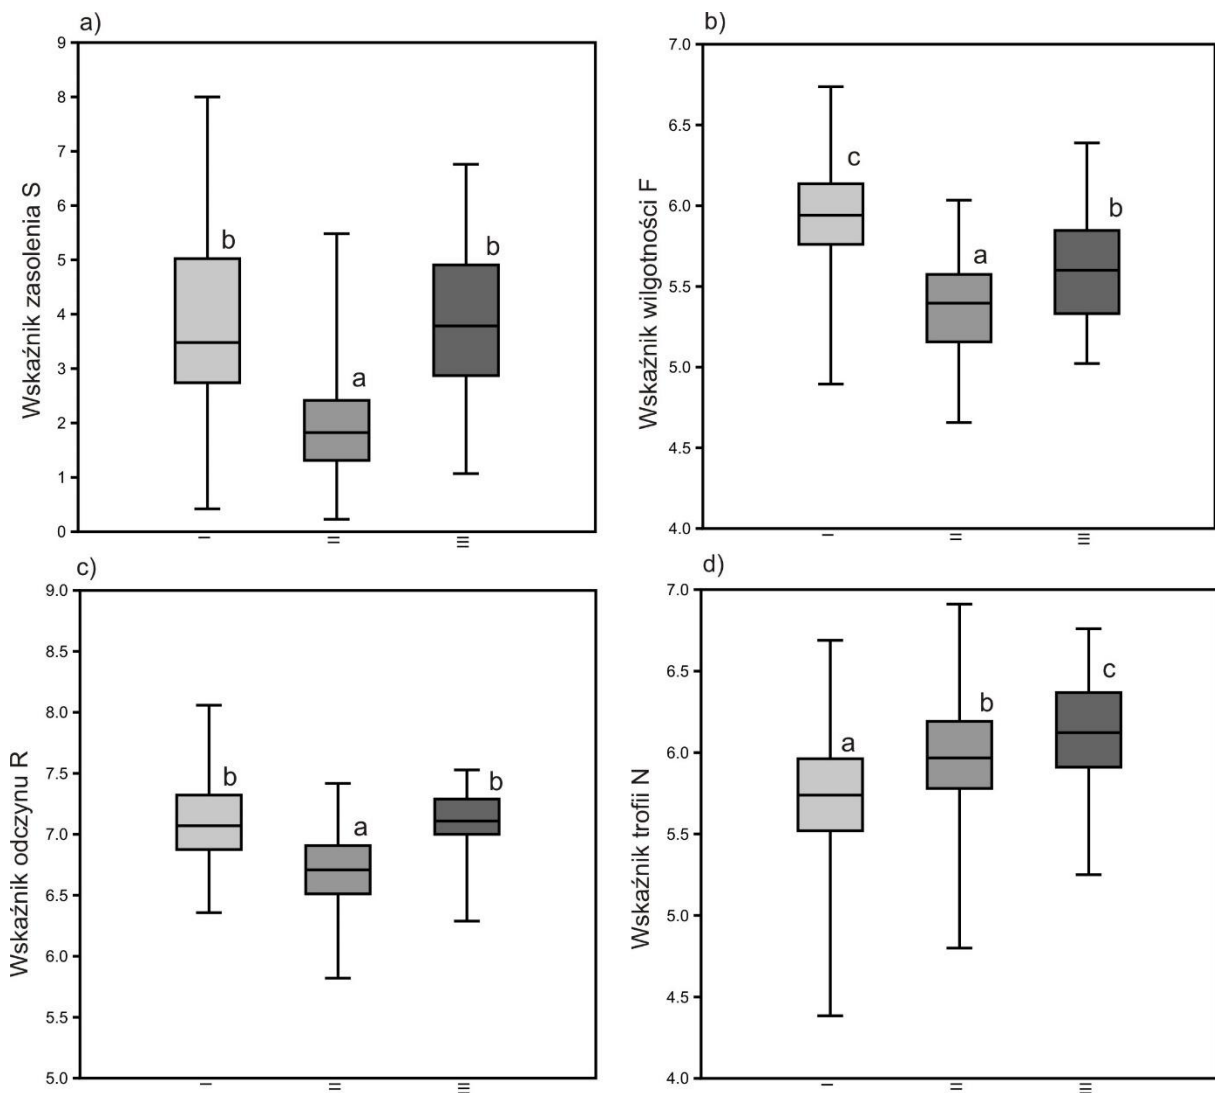 a)
Wskaźnik zasolenia S
9
8
7
6
5
4
3
2
1
0
b
a
b
I
II
III
b)
Wskaźnik wilgotności F
7.0
6.5
6.0
5.5
5.0
4.5
4.0
c
a
b
I
II
III
c)
Wskaźnik odczynu R
9.0
8.5
8.0
7.5
7.0
6.5
6.0
5.5
5.0
b
a
b
I
II
III
d)
Wskaźnik trofii N
7.0
6.5
6.0
5.5
5.0
4.5
4.0
a
b
c
I
II
III